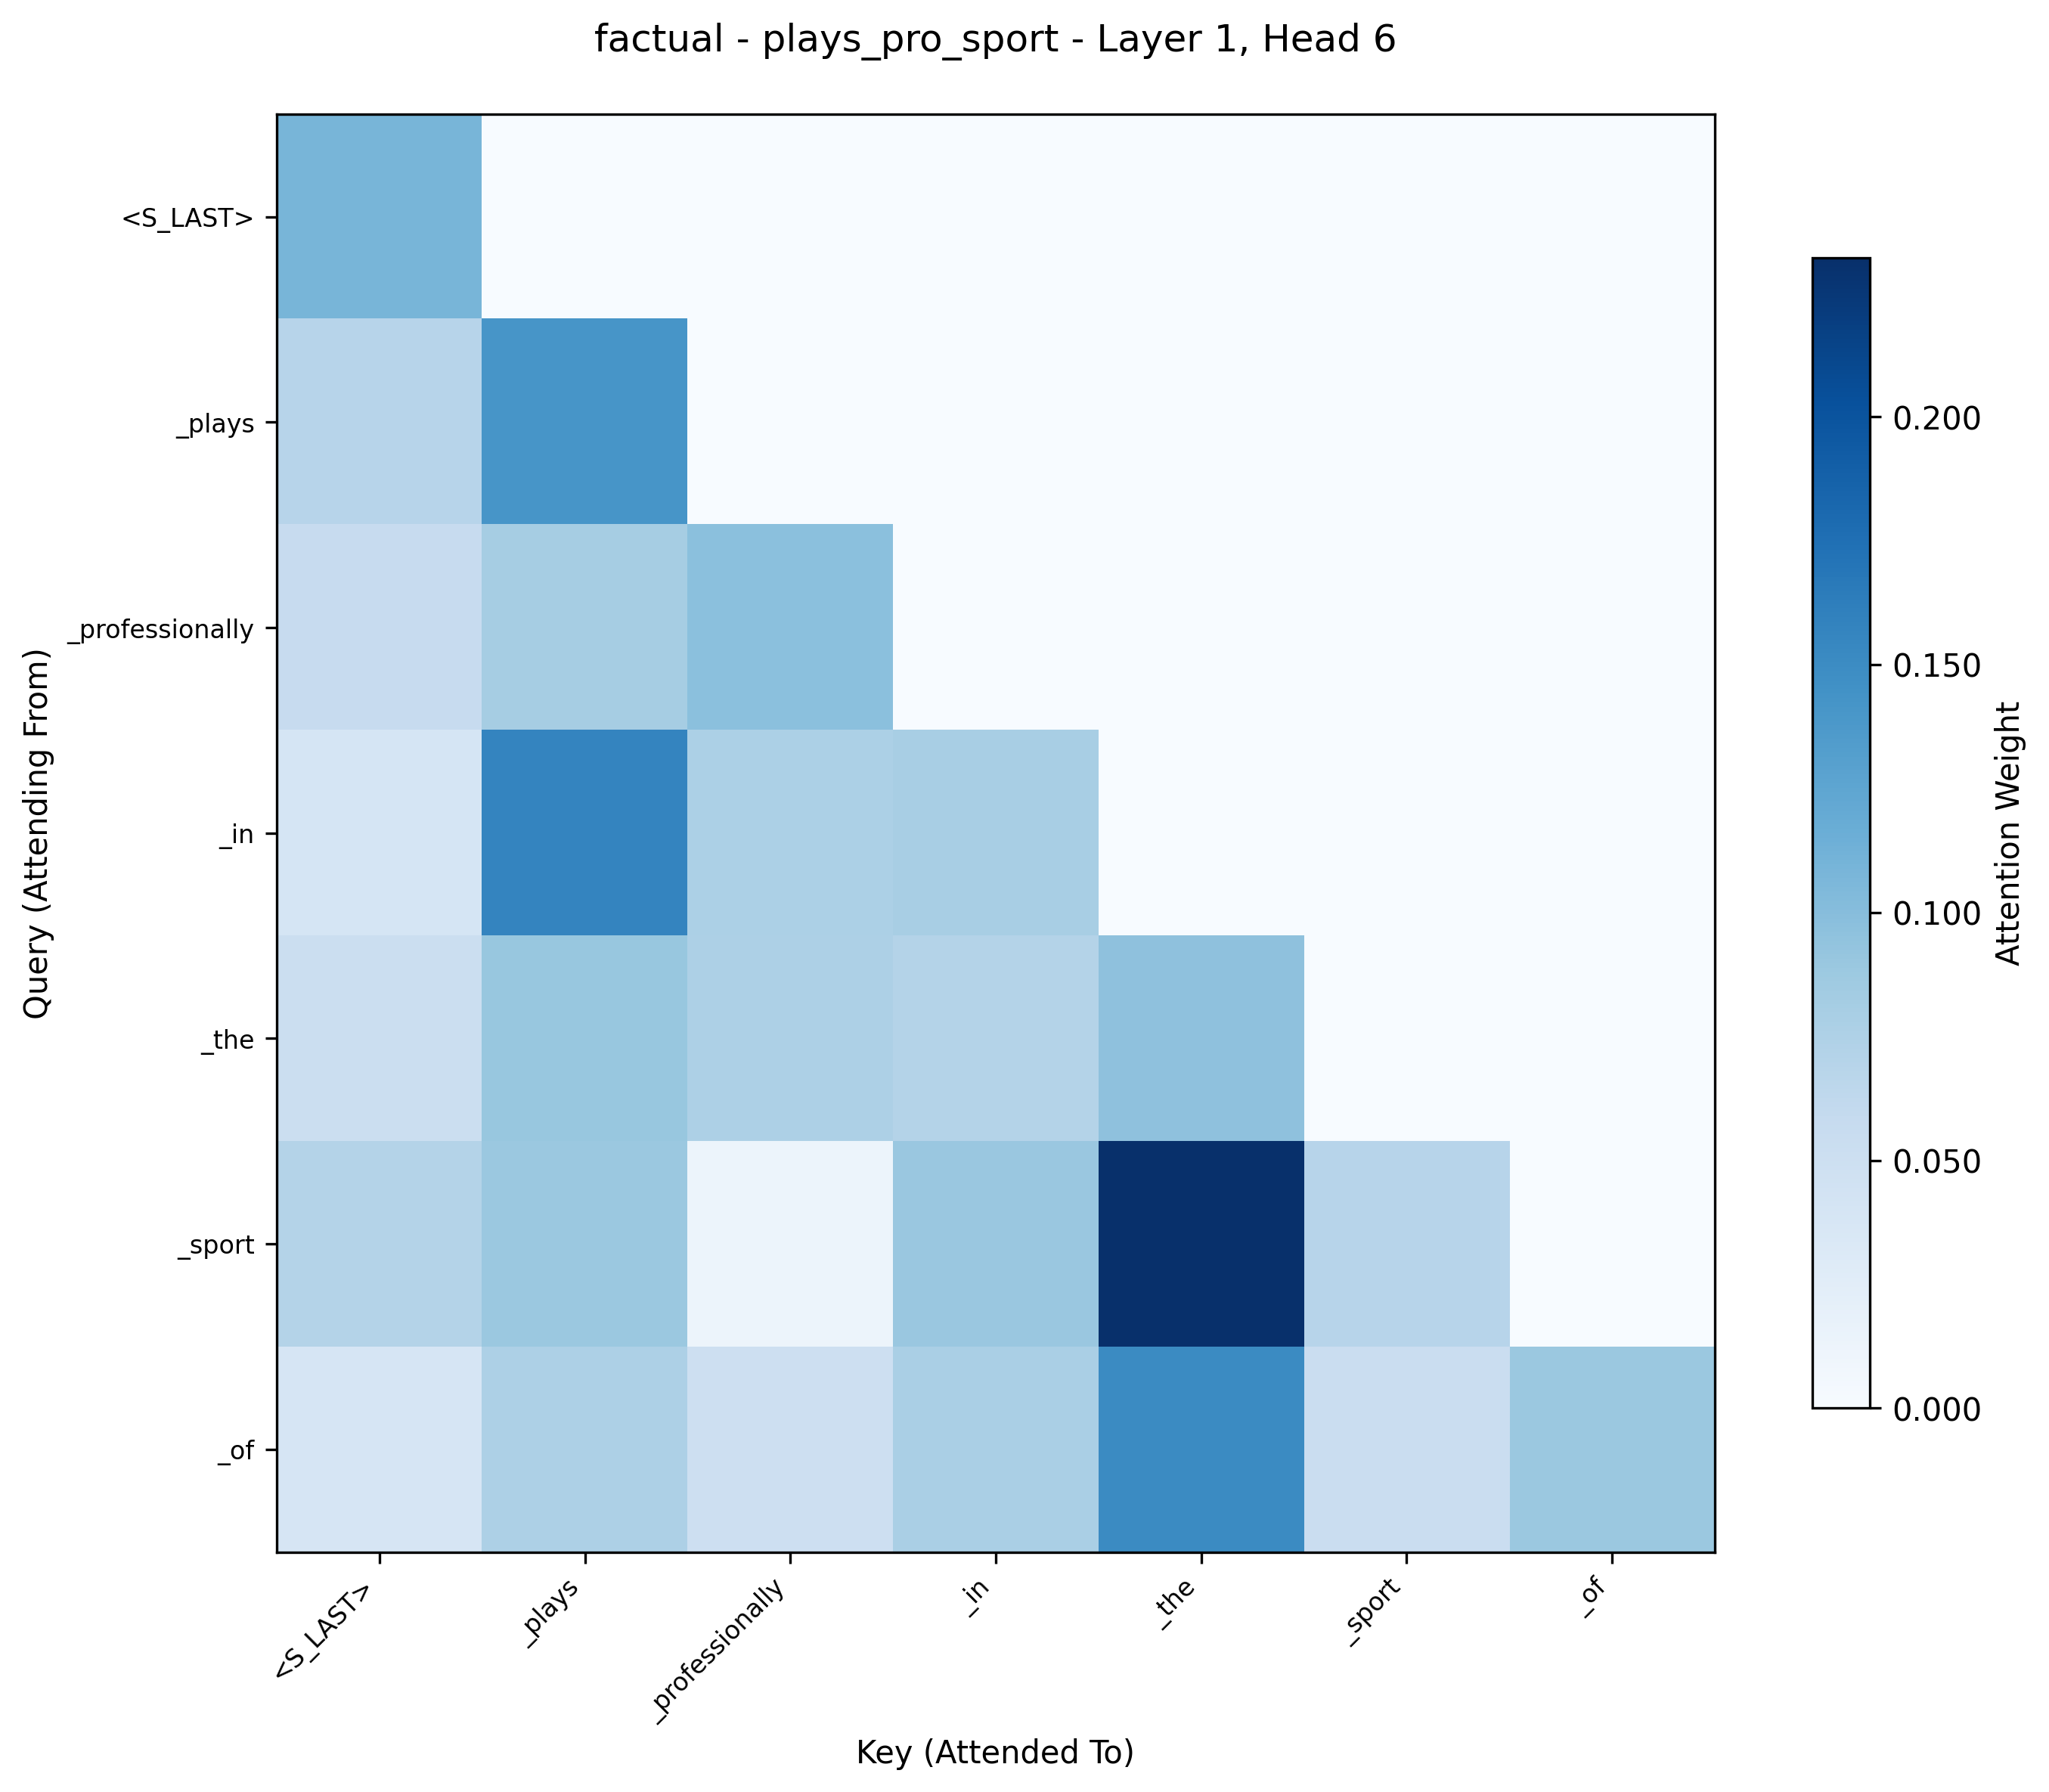 factual - plays_pro_sport - Layer 1, Head 6
Query (Attending From)
<S_LAST>
_plays
_professionally
_in
_the
_sport
_of
<S_LAST>
_plays
_professionally
_in
_the
_sport
_of
Key (Attended To)
0.200
0.150
0.100
0.050
0.000
Attention Weight